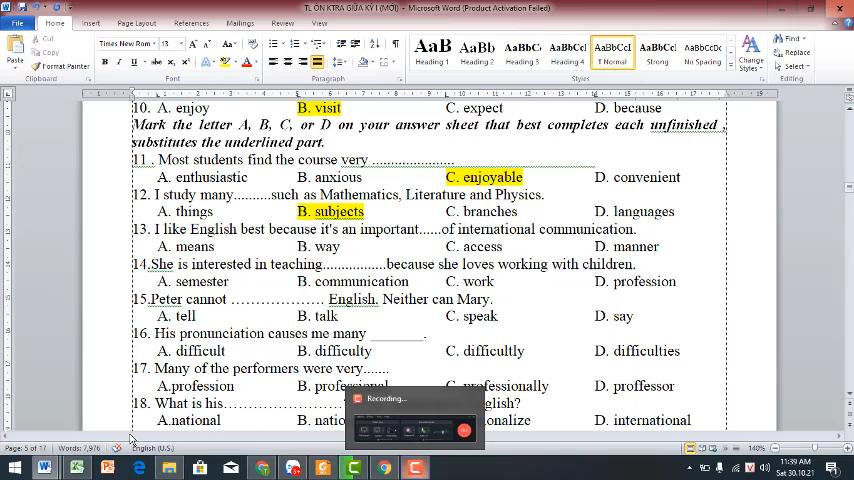 TL ÔN KTRA GIỮA KỲ I (MỚI) - Microsoft Word (Product Activation Failed)
File Home Insert Page Layout References Mailings Review View
Paste Cut Copy Format Painter Clipboard
Times New Rom 13
B I U
Font Paragraph
AaB Heading 1 AaBb Heading 2 AaBbC Heading 3 AaBbC Heading 4 AaBbCcI ¶ Normal AaBbC Strong AaBbCc No Spacing
Styles
Change Styles
Find Replace Select Editing
10. A. enjoy B. visit C. expect D. because
Mark the letter A, B, C, or D on your answer sheet that best completes each unfinished ,
substitutes the underlined part.
11 . Most students find the course very ......................
A. enthusiastic B. anxious C. enjoyable D. convenient
12. I study many..........such as Mathematics, Literature and Physics.
A. things B. subjects C. branches D. languages
13. I like English best because it's an important......of international communication.
A. means B. way C. access D. manner
14.She is interested in teaching.................because she loves working with children.
A. semester B. communication C. work D. profession
15.Peter cannot ………………… English. Neither can Mary.
A. tell B. talk C. speak D. say
16. His pronunciation causes me many _______.
A. difficult B. difficulty C. difficultly D. difficulties
17. Many of the performers were very.......
A.profession B. professional C. professionally D. proffessor
18. What is his…………………… English?
A.national D. international
Recording...
Page: 5 of 17 Words: 7,976 English (U.S.) 140%
11:39 AM
Sat 30.10.21